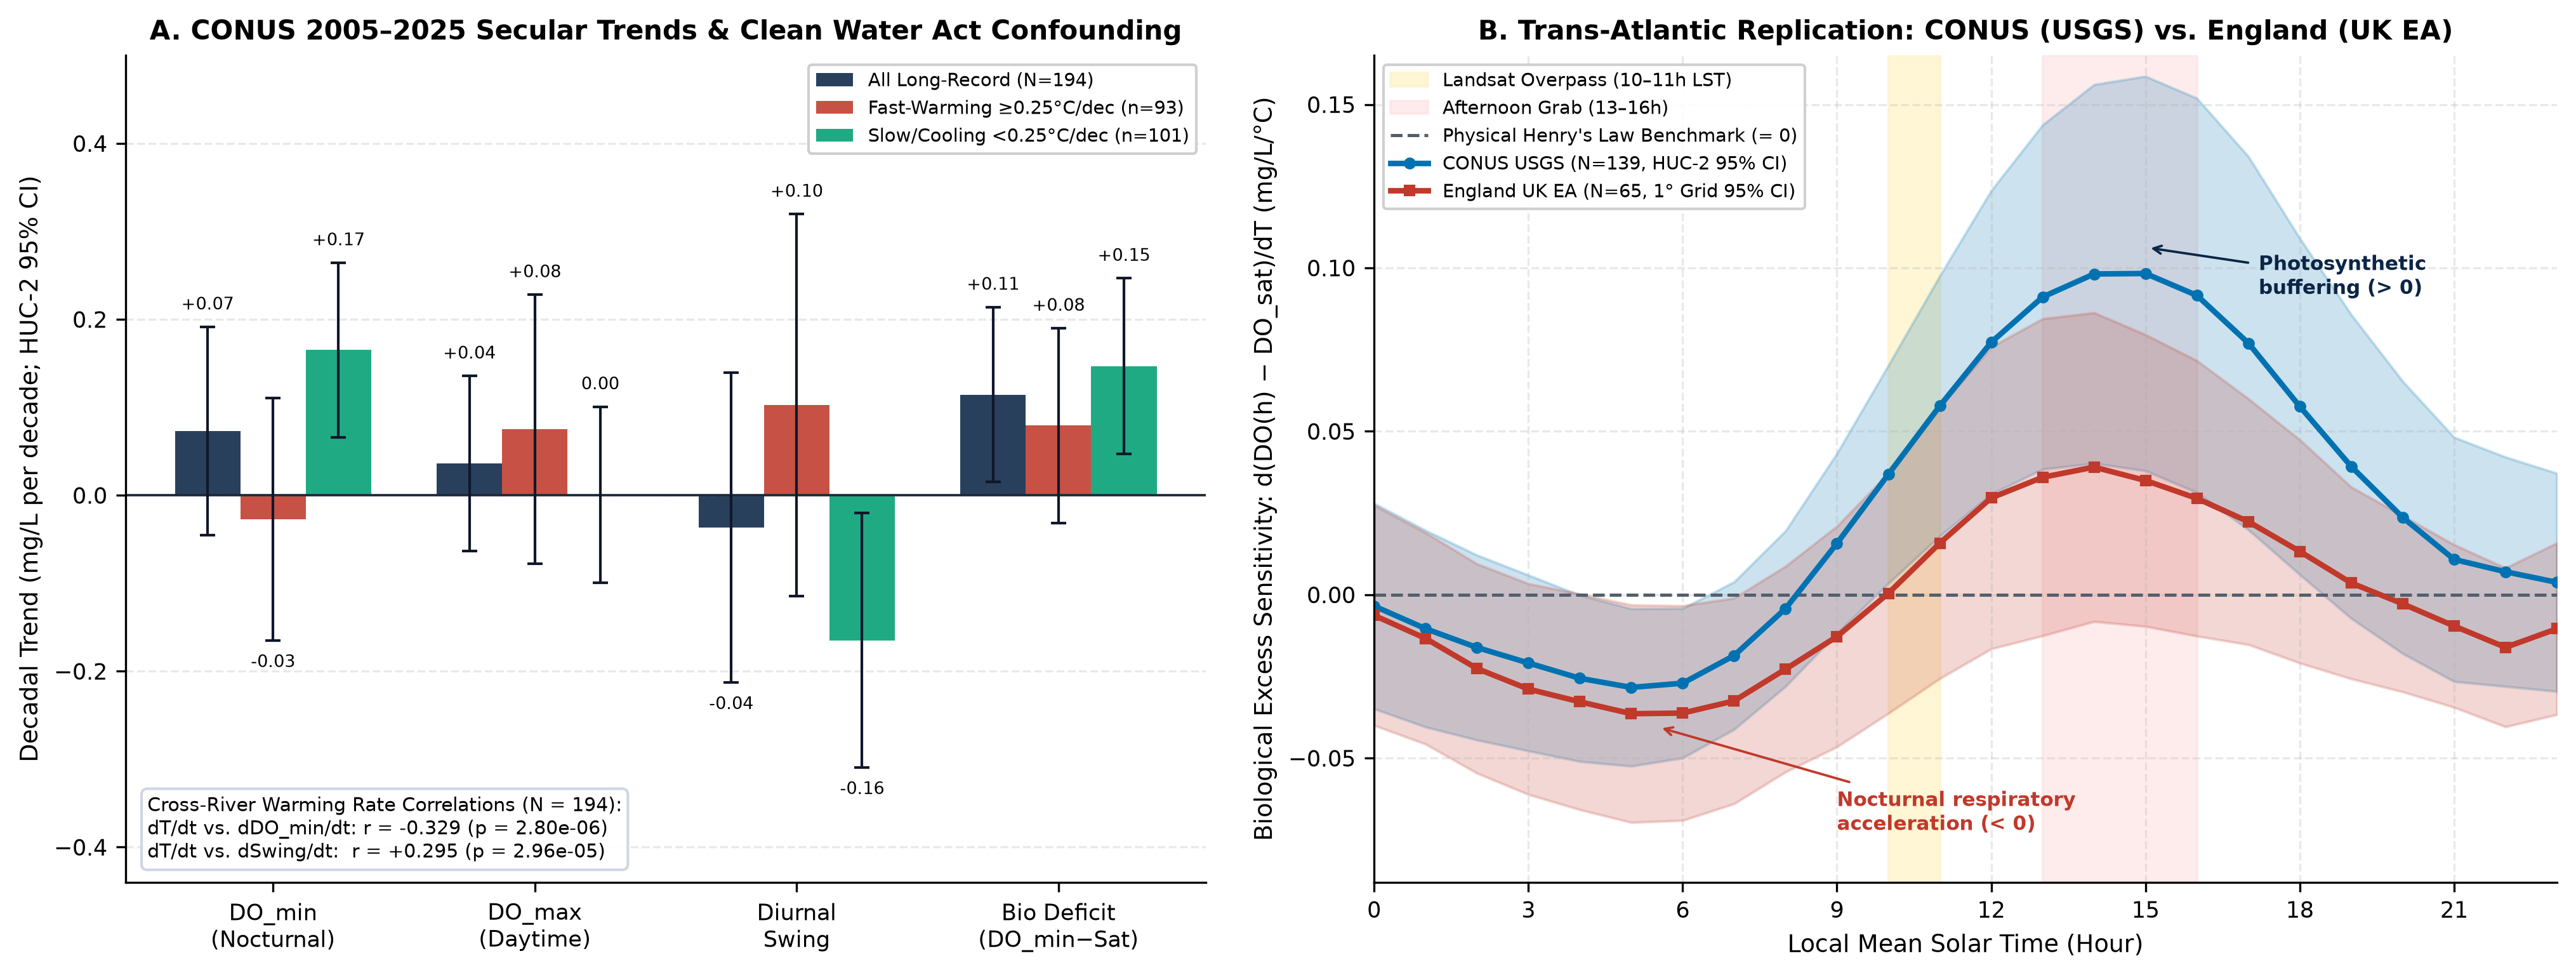 A. CONUS 2005–2025 Secular Trends & Clean Water Act Confounding
Decadal Trend (mg/L per decade; HUC-2 95% CI)
0.4
0.2
0.0
−0.2
−0.4
All Long-Record (N=194)
Fast-Warming ≥0.25°C/dec (n=93)
Slow/Cooling <0.25°C/dec (n=101)
+0.07
-0.03
+0.17
+0.04
+0.08
0.00
-0.04
+0.10
-0.16
+0.11
+0.08
+0.15
Cross-River Warming Rate Correlations (N = 194):
dT/dt vs. dDO_min/dt: r = -0.329 (p = 2.80e-06)
dT/dt vs. dSwing/dt: r = +0.295 (p = 2.96e-05)
DO_min
(Nocturnal)
DO_max
(Daytime)
Diurnal
Swing
Bio Deficit
(DO_min−Sat)
B. Trans-Atlantic Replication: CONUS (USGS) vs. England (UK EA)
Biological Excess Sensitivity: d(DO(h) − DO_sat)/dT (mg/L/°C)
0.15
0.10
0.05
0.00
−0.05
Landsat Overpass (10–11h LST)
Afternoon Grab (13–16h)
Physical Henry's Law Benchmark (= 0)
CONUS USGS (N=139, HUC-2 95% CI)
England UK EA (N=65, 1° Grid 95% CI)
Photosynthetic
buffering (> 0)
Nocturnal respiratory
acceleration (< 0)
0 3 6 9 12 15 18 21
Local Mean Solar Time (Hour)